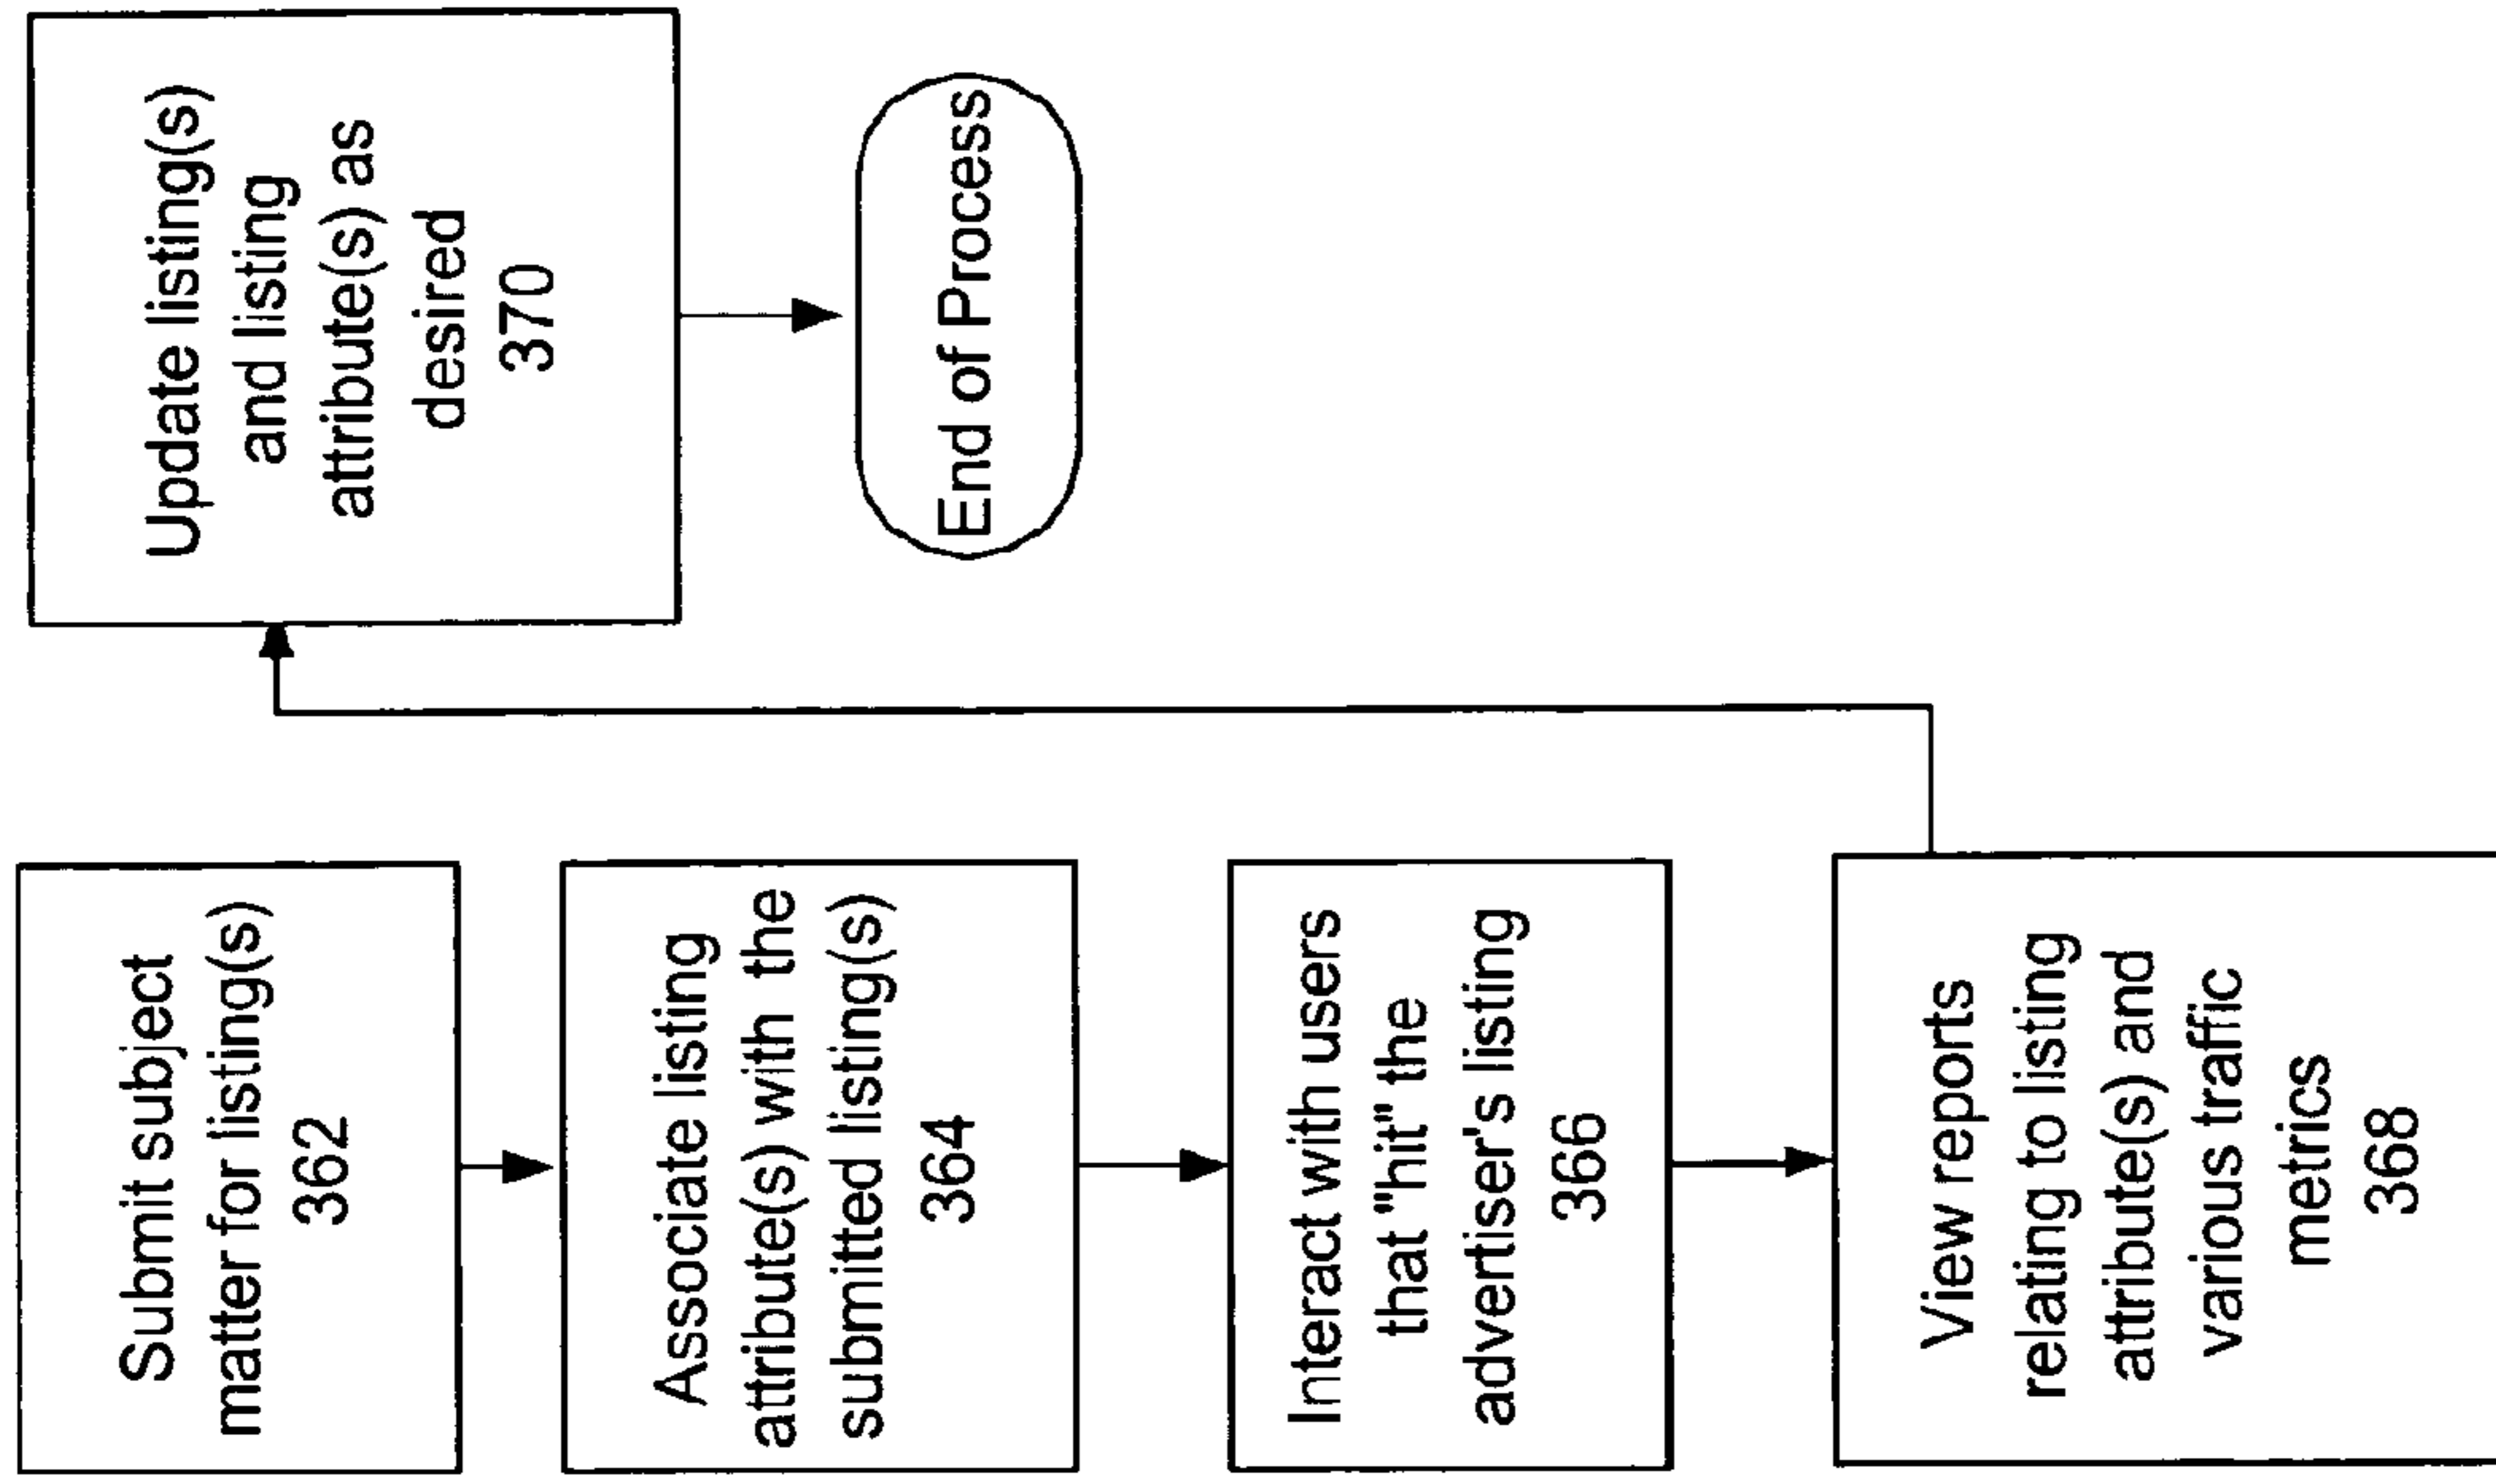 Submit subject
matter for listing(s)
362
Associate listing
attribute(s) with the
submitted listing(s)
364
Interact with users
that "hit" the
advertiser's listing
366
View reports
relating to listing
attribute(s) and
various traffic
metrics
368
Update listing(s)
and listing
attribute(s) as
desired
370
End of Process